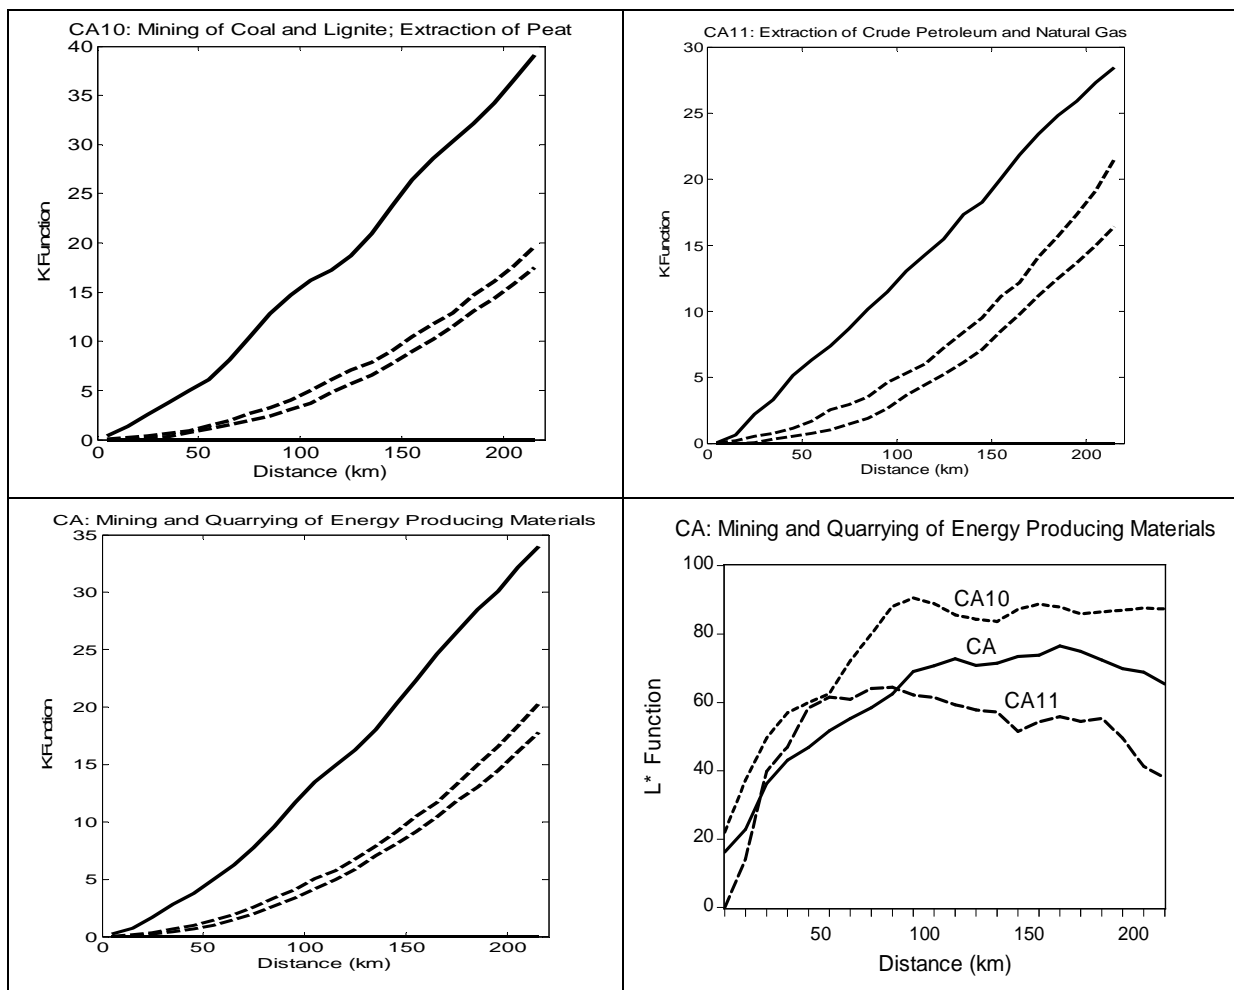 CA10: Mining of Coal and Lignite; Extraction of Peat
40
35
30
25
20
15
10
5
0
K Function
0 50 100 150 200
Distance (km)
CA11: Extraction of Crude Petroleum and Natural Gas
30
25
20
15
10
5
0
K Function
0 50 100 150 200
Distance (km)
CA: Mining and Quarrying of Energy Producing Materials
35
30
25
20
15
10
5
0
K Function
0 50 100 150 200
Distance (km)
CA: Mining and Quarrying of Energy Producing Materials
100
80
60
40
20
0
L* Function
CA10
CA
CA11
50 100 150 200
Distance (km)